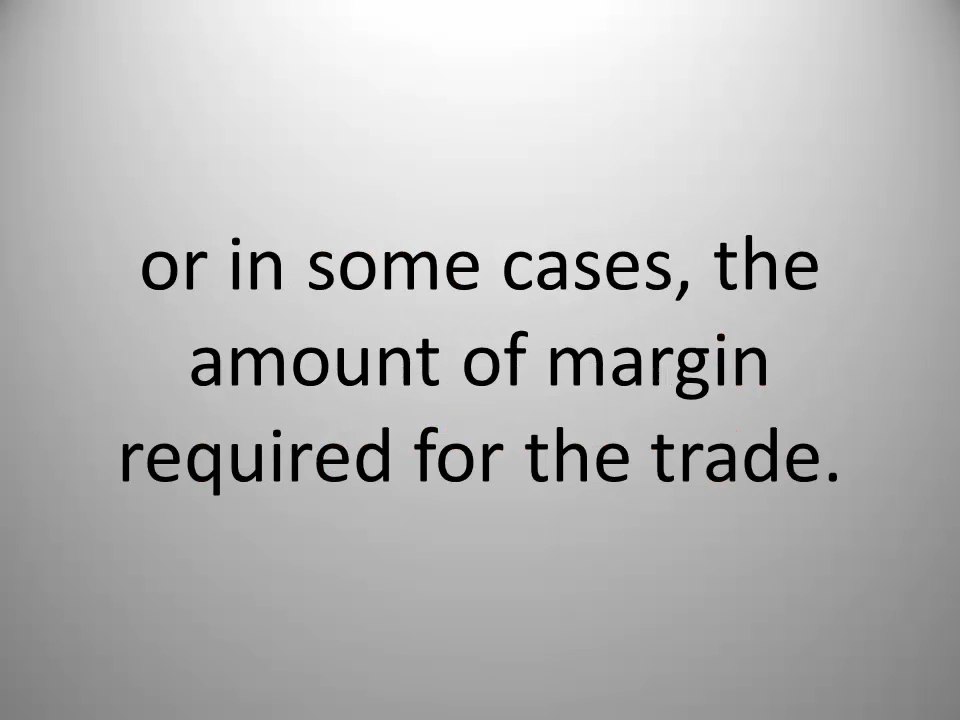 or in some cases, the
amount of margin
required for the trade.